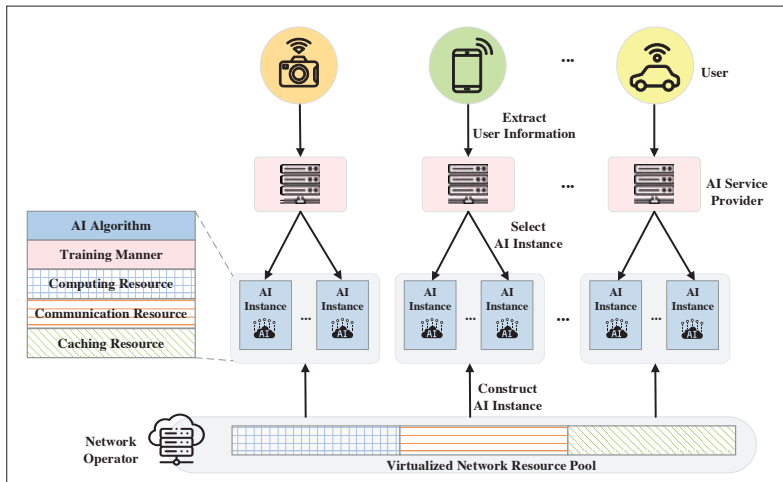 ...
User
Extract
User Information
...
AI Service
Provider
AI Algorithm
Training Manner
Computing Resource
Communication Resource
Caching Resource
Select
AI Instance
AI
Instance
AI
...
AI
Instance
AI
AI
Instance
AI
...
AI
Instance
AI
...
AI
Instance
AI
...
AI
Instance
AI
Construct
AI Instance
Network
Operator
Virtualized Network Resource Pool